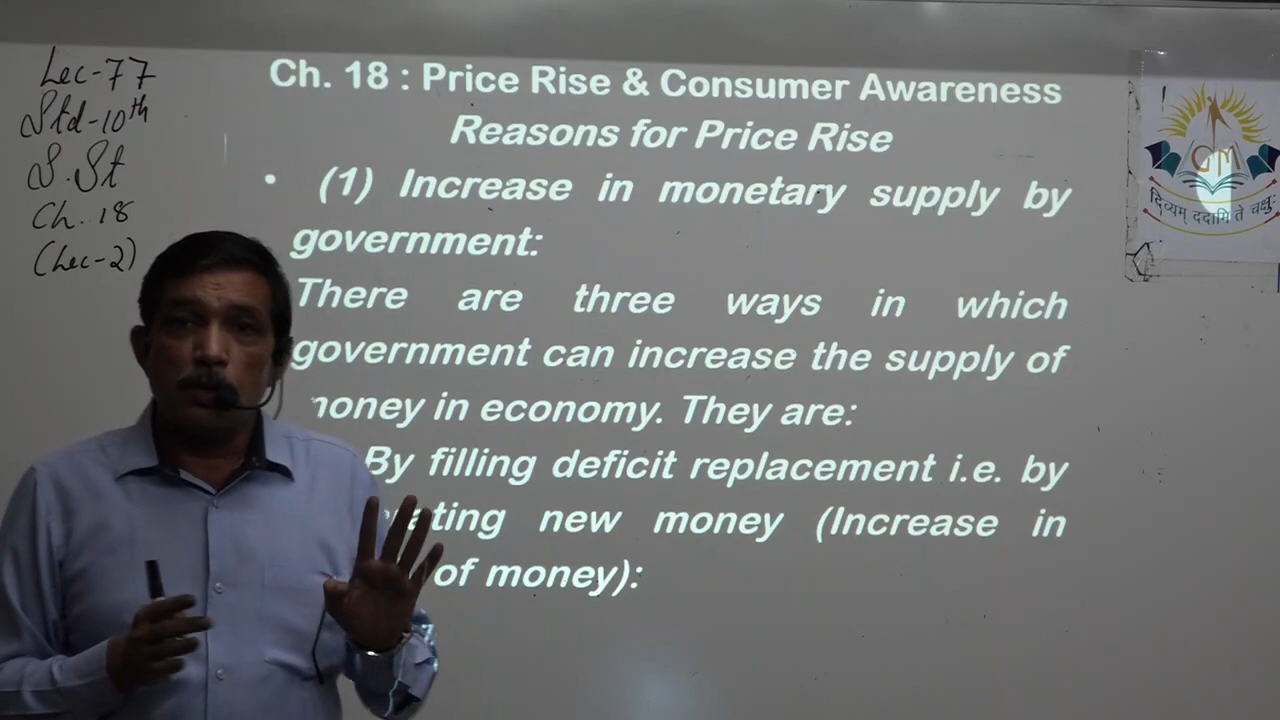 Lec-77
Std-10th
S.St
Ch. 18
(Lec-2)
Ch. 18 : Price Rise & Consumer Awareness
Reasons for Price Rise
• (1) Increase in monetary supply by
government:
There are three ways in which
government can increase the supply of
money in economy. They are:
By filling deficit replacement i.e. by
new money (Increase in
of money):
GM
दिव्यम् ददामि ते चक्षुः